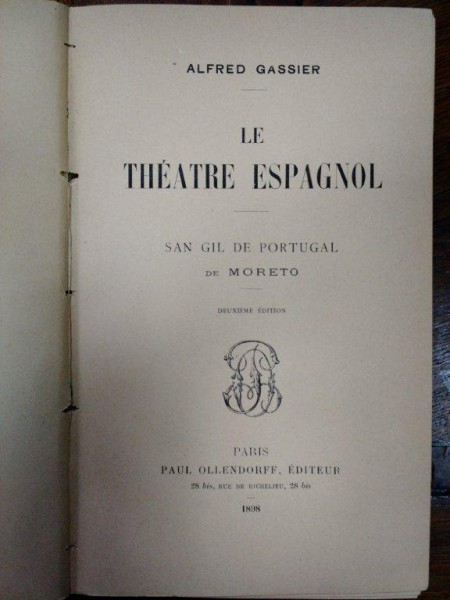 ALFRED GASSIER
LE
THÉATRE ESPAGNOL
SAN GIL DE PORTUGAL
DE MORETO
DEUXIÈME ÉDITION
PARIS
PAUL OLLENDORFF, ÉDITEUR
28 bis, RUE DE RICHELIEU, 28 bis
1898